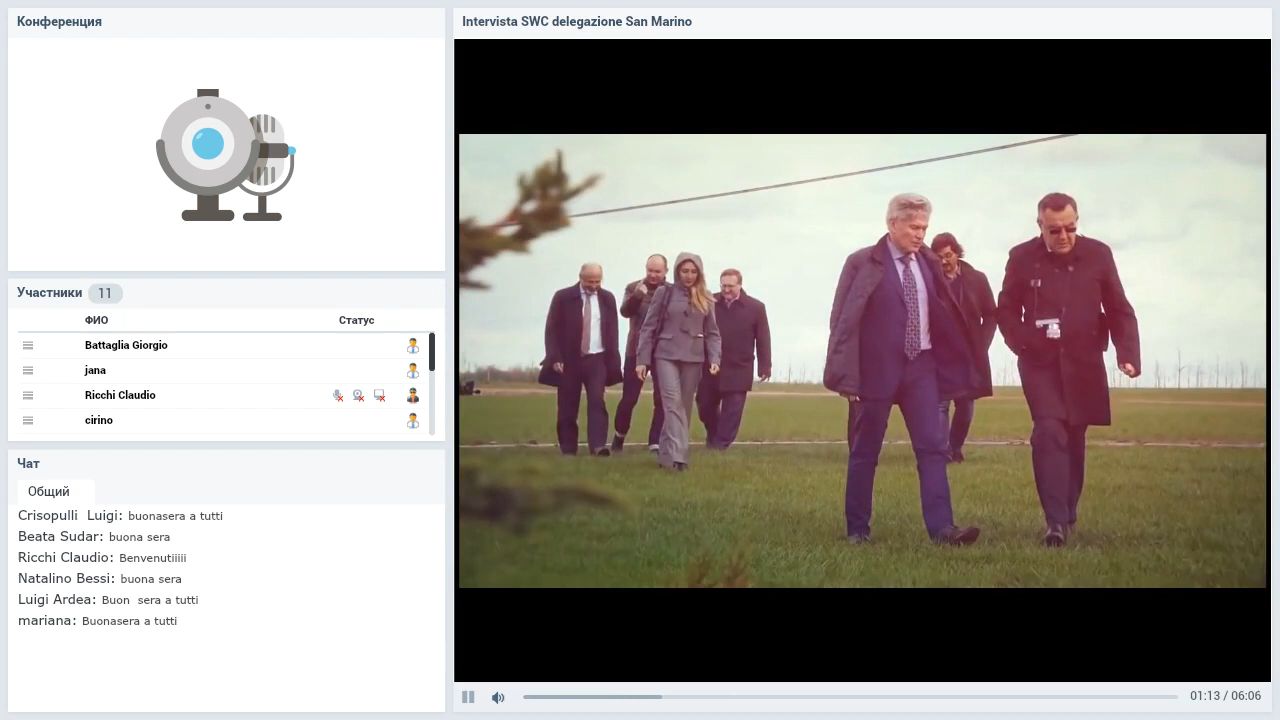 Конференция
Участники 11
ФИО Статус
Battaglia Giorgio
jana
Ricchi Claudio
cirino
Чат
Общий
Crisopulli Luigi: buonasera a tutti
Beata Sudar: buona sera
Ricchi Claudio: Benvenutiiiii
Natalino Bessi: buona sera
Luigi Ardea: Buon sera a tutti
mariana: Buonasera a tutti
Intervista SWC delegazione San Marino
01:13 / 06:06